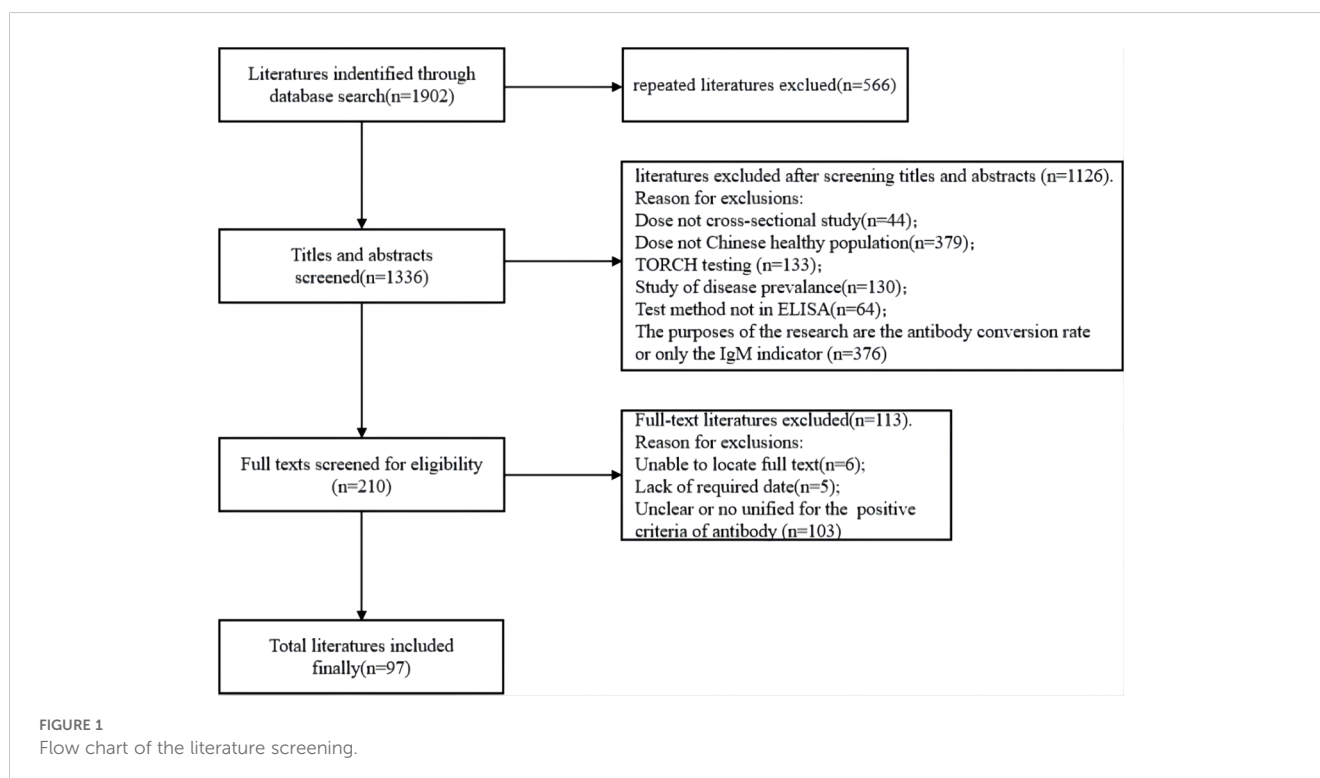 Literatures indentified through
database search(n=1902)
repeated literatures exclued(n=566)
literatures excluded after screening titles and abstracts (n=1126).
Reason for exclusions:
Dose not cross-sectional study(n=44);
Dose not Chinese healthy population(n=379);
TORCH testing (n=133);
Study of disease prevalance(n=130);
Test method not in ELISA(n=64);
The purposes of the research are the antibody conversion rate
or only the IgM indicator (n=376)
Titles and abstracts
screened(n=1336)
Full-text literatures excluded(n=113).
Reason for exclusions:
Unable to locate full text(n=6);
Lack of required date(n=5);
Unclear or no unified for the positive
criteria of antibody (n=103)
Full texts screened for eligibility
(n=210)
Total literatures included
finally(n=97)
FIGURE 1
Flow chart of the literature screening.